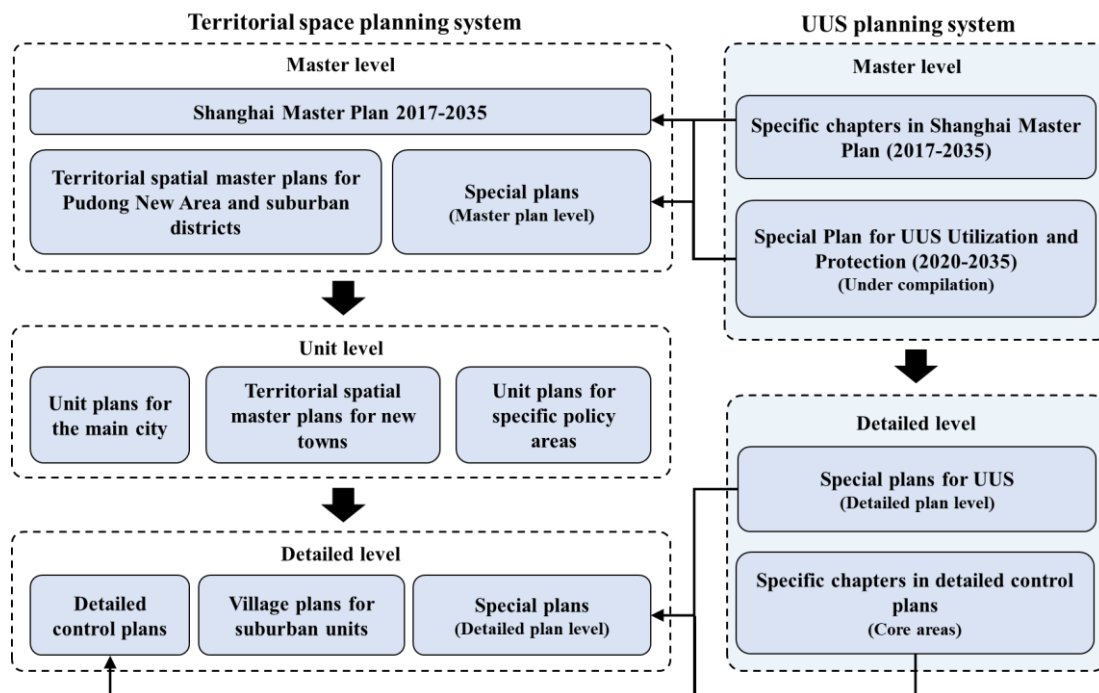 Territorial space planning system
Master level
Shanghai Master Plan 2017-2035
Territorial spatial master plans for
Pudong New Area and suburban
districts
Special plans
(Master plan level)
Unit level
Unit plans for
the main city
Territorial spatial
master plans for new
towns
Unit plans for
specific policy
areas
Detailed level
Detailed
control plans
Village plans for
suburban units
Special plans
(Detailed plan level)
UUS planning system
Master level
Specific chapters in Shanghai Master
Plan (2017-2035)
Special Plan for UUS Utilization and
Protection (2020-2035)
(Under compilation)
Detailed level
Special plans for UUS
(Detailed plan level)
Specific chapters in detailed control
plans
(Core areas)